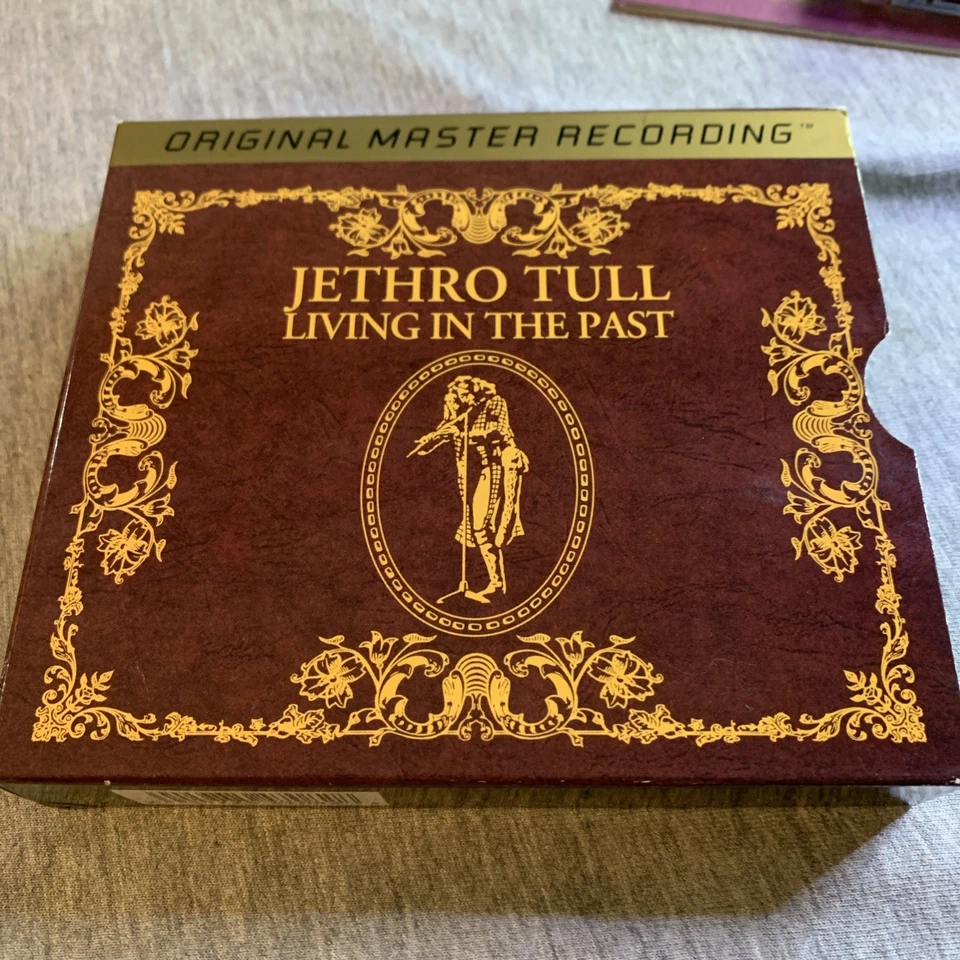 ORIGINAL MASTER RECORDING™
JETHRO TULL
LIVING IN THE PAST